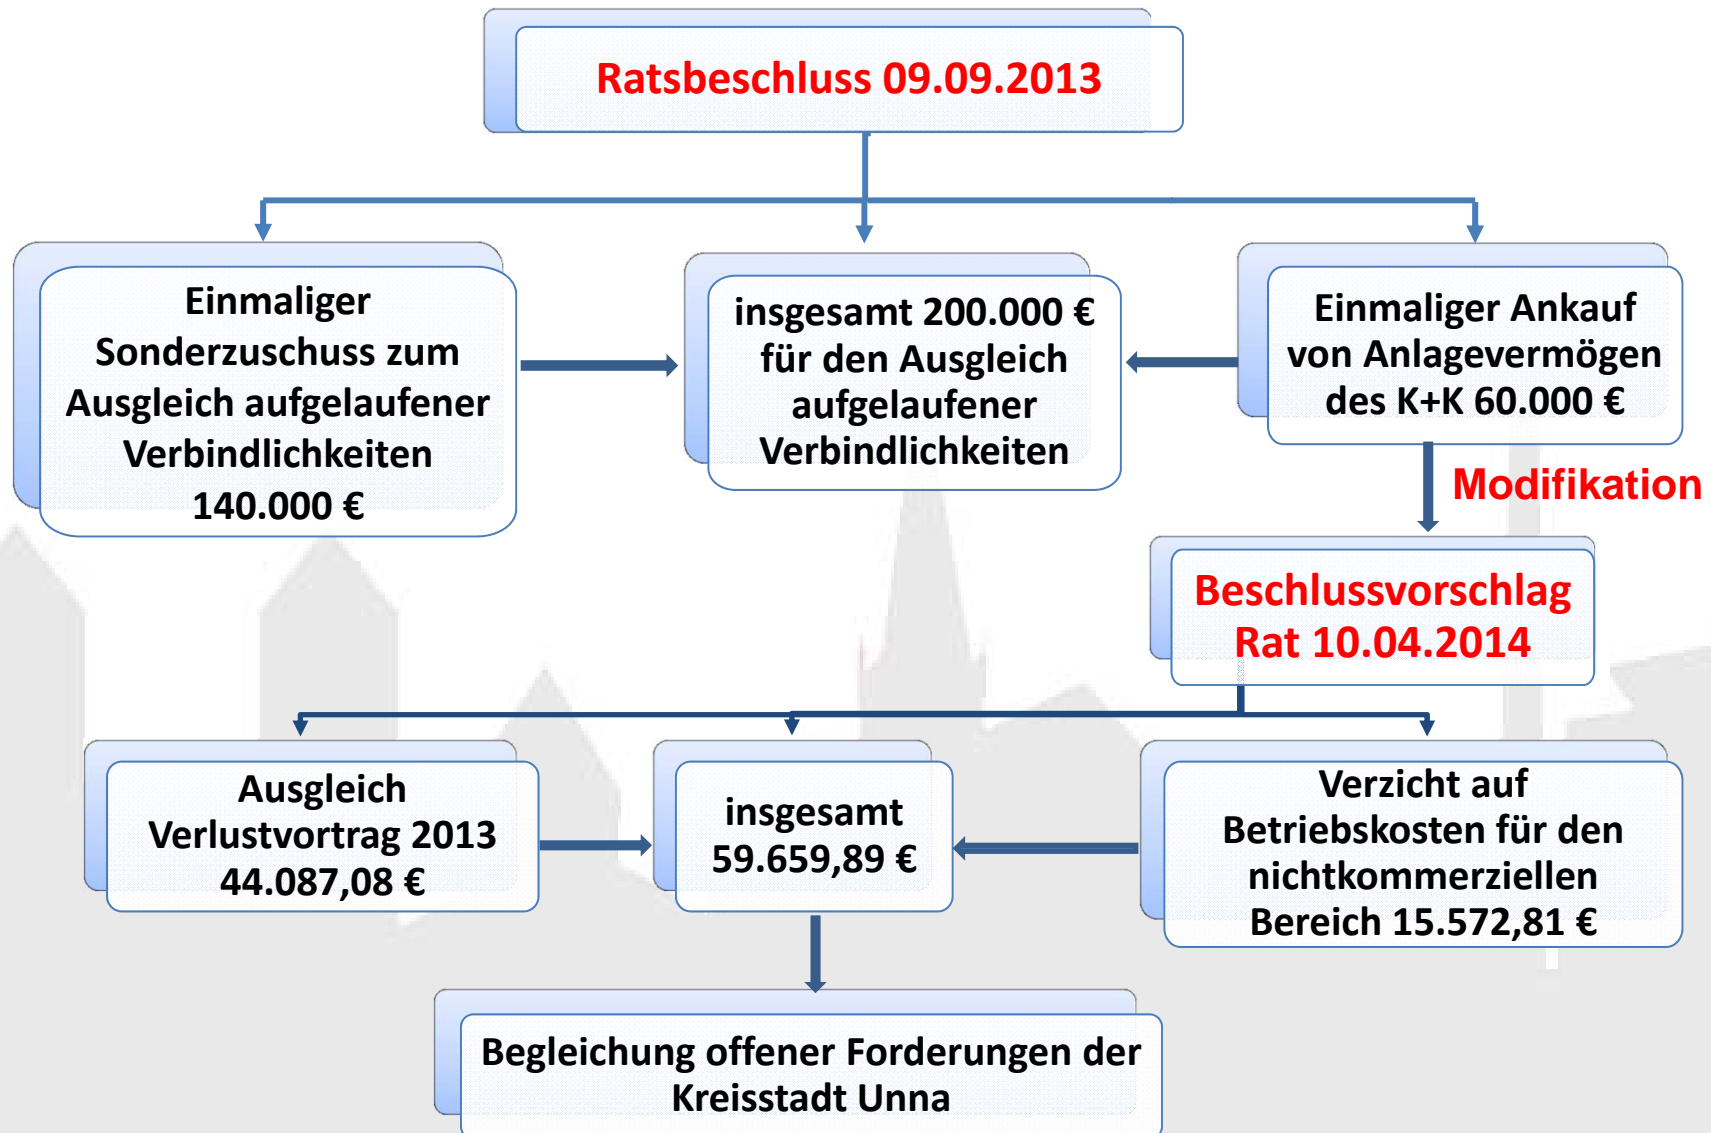 Ratsbeschluss 09.09.2013
Einmaliger
Sonderzuschuss zum
Ausgleich aufgelaufener
Verbindlichkeiten
140.000 €
insgesamt 200.000 €
für den Ausgleich
aufgelaufener
Verbindlichkeiten
Einmaliger Ankauf
von Anlagevermögen
des K+K 60.000 €
Modifikation
Beschlussvorschlag
Rat 10.04.2014
Ausgleich
Verlustvortrag 2013
44.087,08 €
insgesamt
59.659,89 €
Verzicht auf
Betriebskosten für den
nichtkommerziellen
Bereich 15.572,81 €
Begleichung offener Forderungen der
Kreisstadt Unna